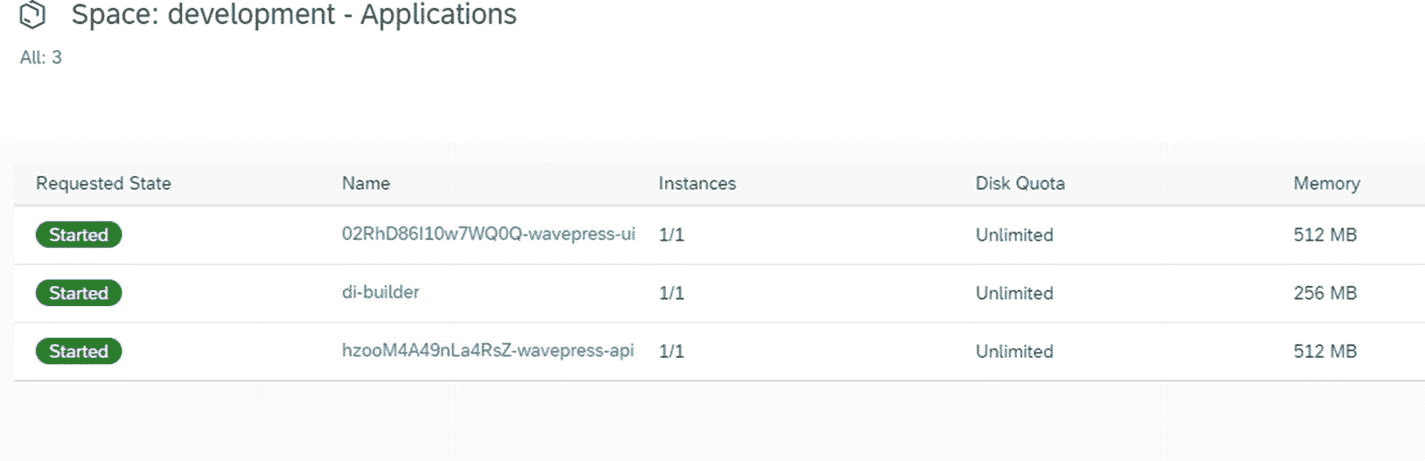 Space: development - Applications
All: 3
Requested State Name Instances Disk Quota Memory
Started 02RhD86I10w7WQ0Q-wavepress-ui 1/1 Unlimited 512 MB
Started di-builder 1/1 Unlimited 256 MB
Started hzooM4A49nLa4RsZ-wavepress-api 1/1 Unlimited 512 MB